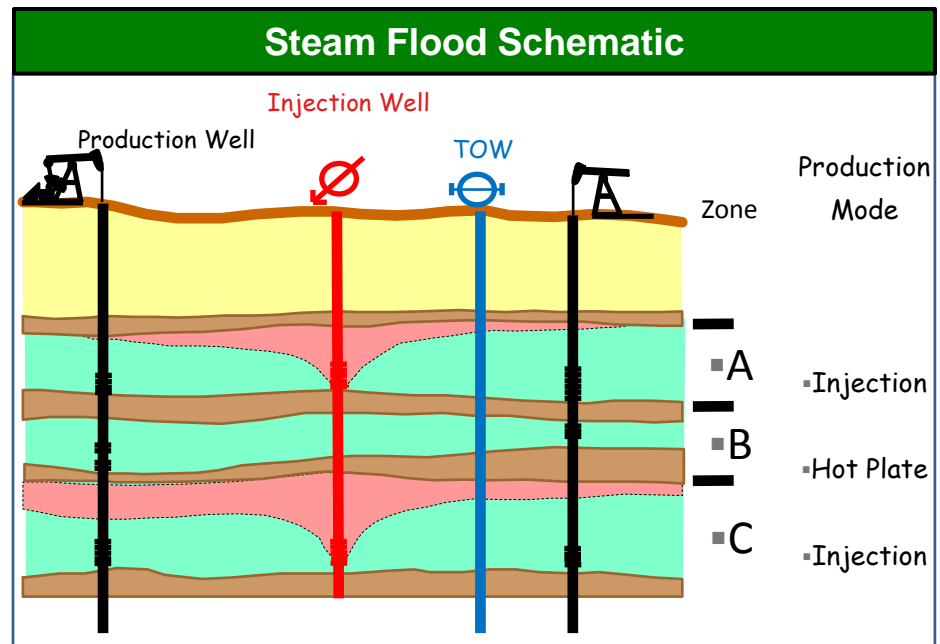 Steam Flood Schematic
Injection Well
Production Well
TOW
Production
Mode
Zone
A
Injection
B
Hot Plate
C
Injection